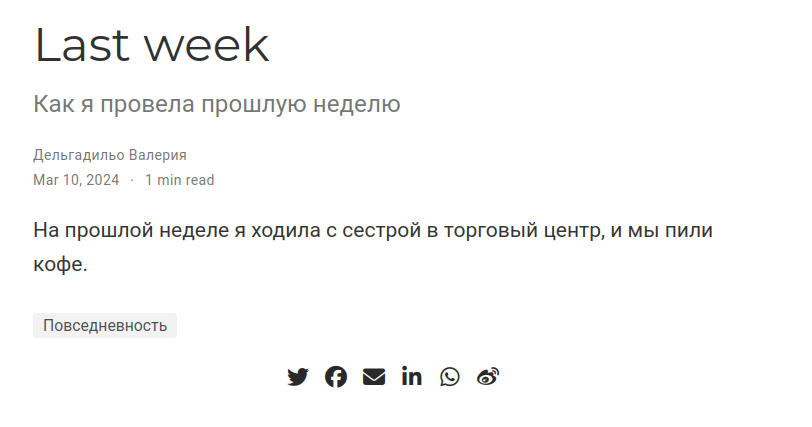 Last week
Как я провела прошлую неделю
Дельгадильо Валерия
Mar 10, 2024 · 1 min read
На прошлой неделе я ходила с сестрой в торговый центр, и мы пили
кофе.
Повседневность